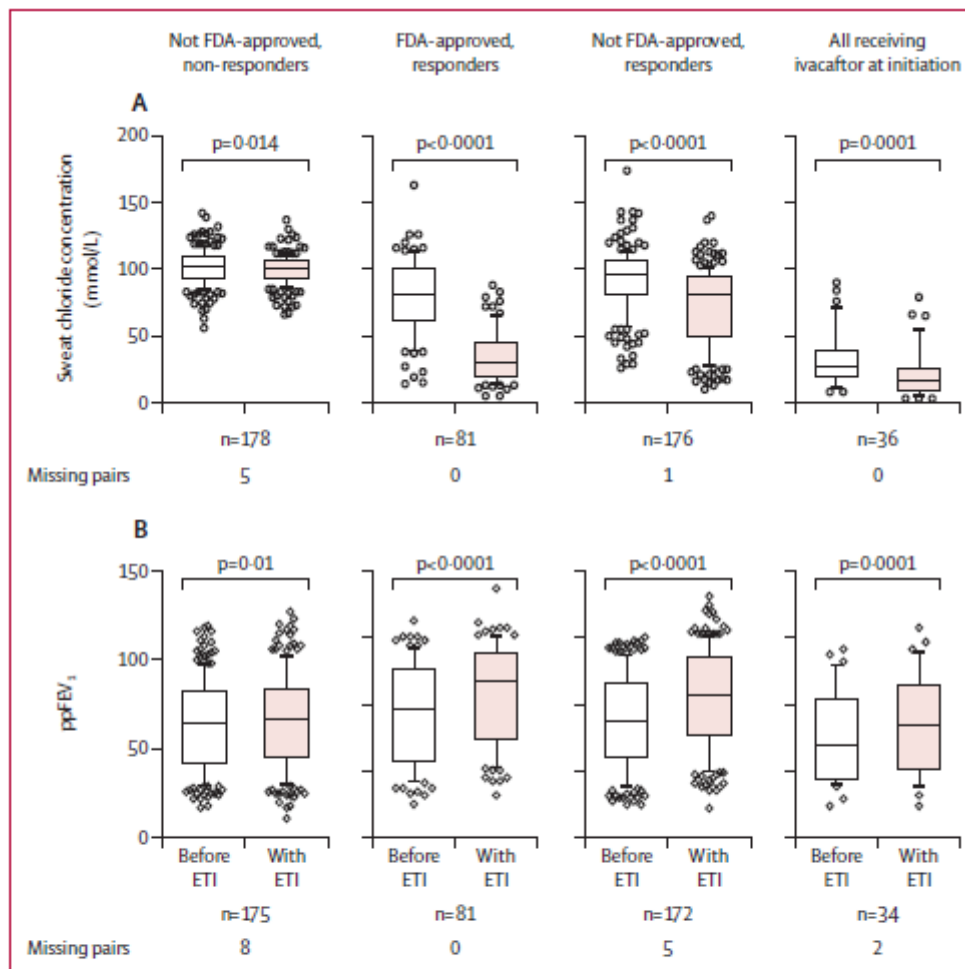 Not FDA-approved, non-responders
FDA-approved, responders
Not FDA-approved, responders
All receiving ivacaftor at initiation
A
Sweat chloride concentration (mmol/L)
200
150
100
50
0
p=0·014
p<0·0001
p<0·0001
p=0·0001
n=178
n=81
n=176
n=36
Missing pairs
5
0
1
0
B
ppFEV₁
150
100
50
0
p=0·01
p<0·0001
p<0·0001
p=0·0001
Before ETI
With ETI
Before ETI
With ETI
Before ETI
With ETI
Before ETI
With ETI
n=175
n=81
n=172
n=34
Missing pairs
8
0
5
2